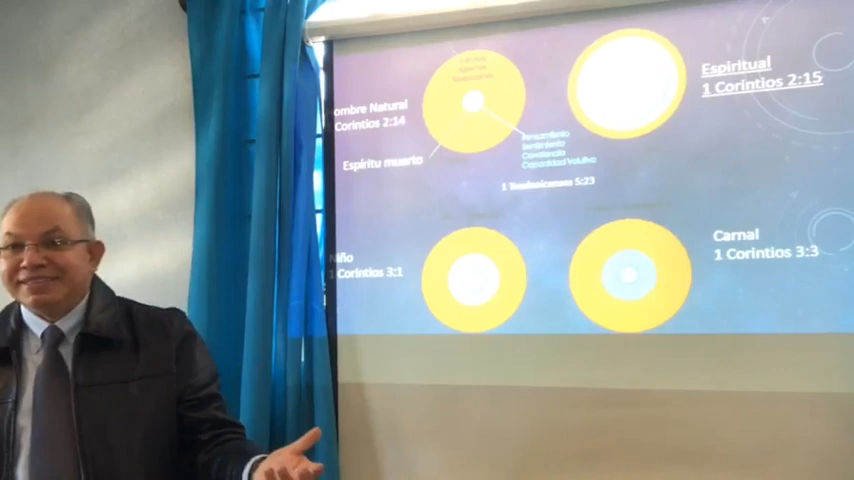 ombre Natural
Corintios 2:14
Espíritu muerto
Pensamiento
Sentimiento
Conciencia
Capacidad Volutiva
1 Tesalonicenses 5:23
Espiritual
1 Corintios 2:15
Niño
1 Corintios 3:1
Carnal
1 Corintios 3:3